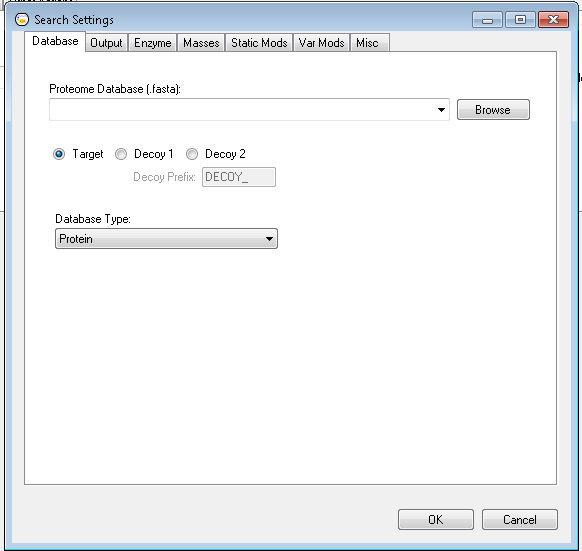 Search Settings
Database Output Enzyme Masses Static Mods Var Mods Misc
Proteome Database (.fasta):
Browse
Target Decoy 1 Decoy 2
Decoy Prefix: DECOY_
Database Type:
Protein
OK Cancel